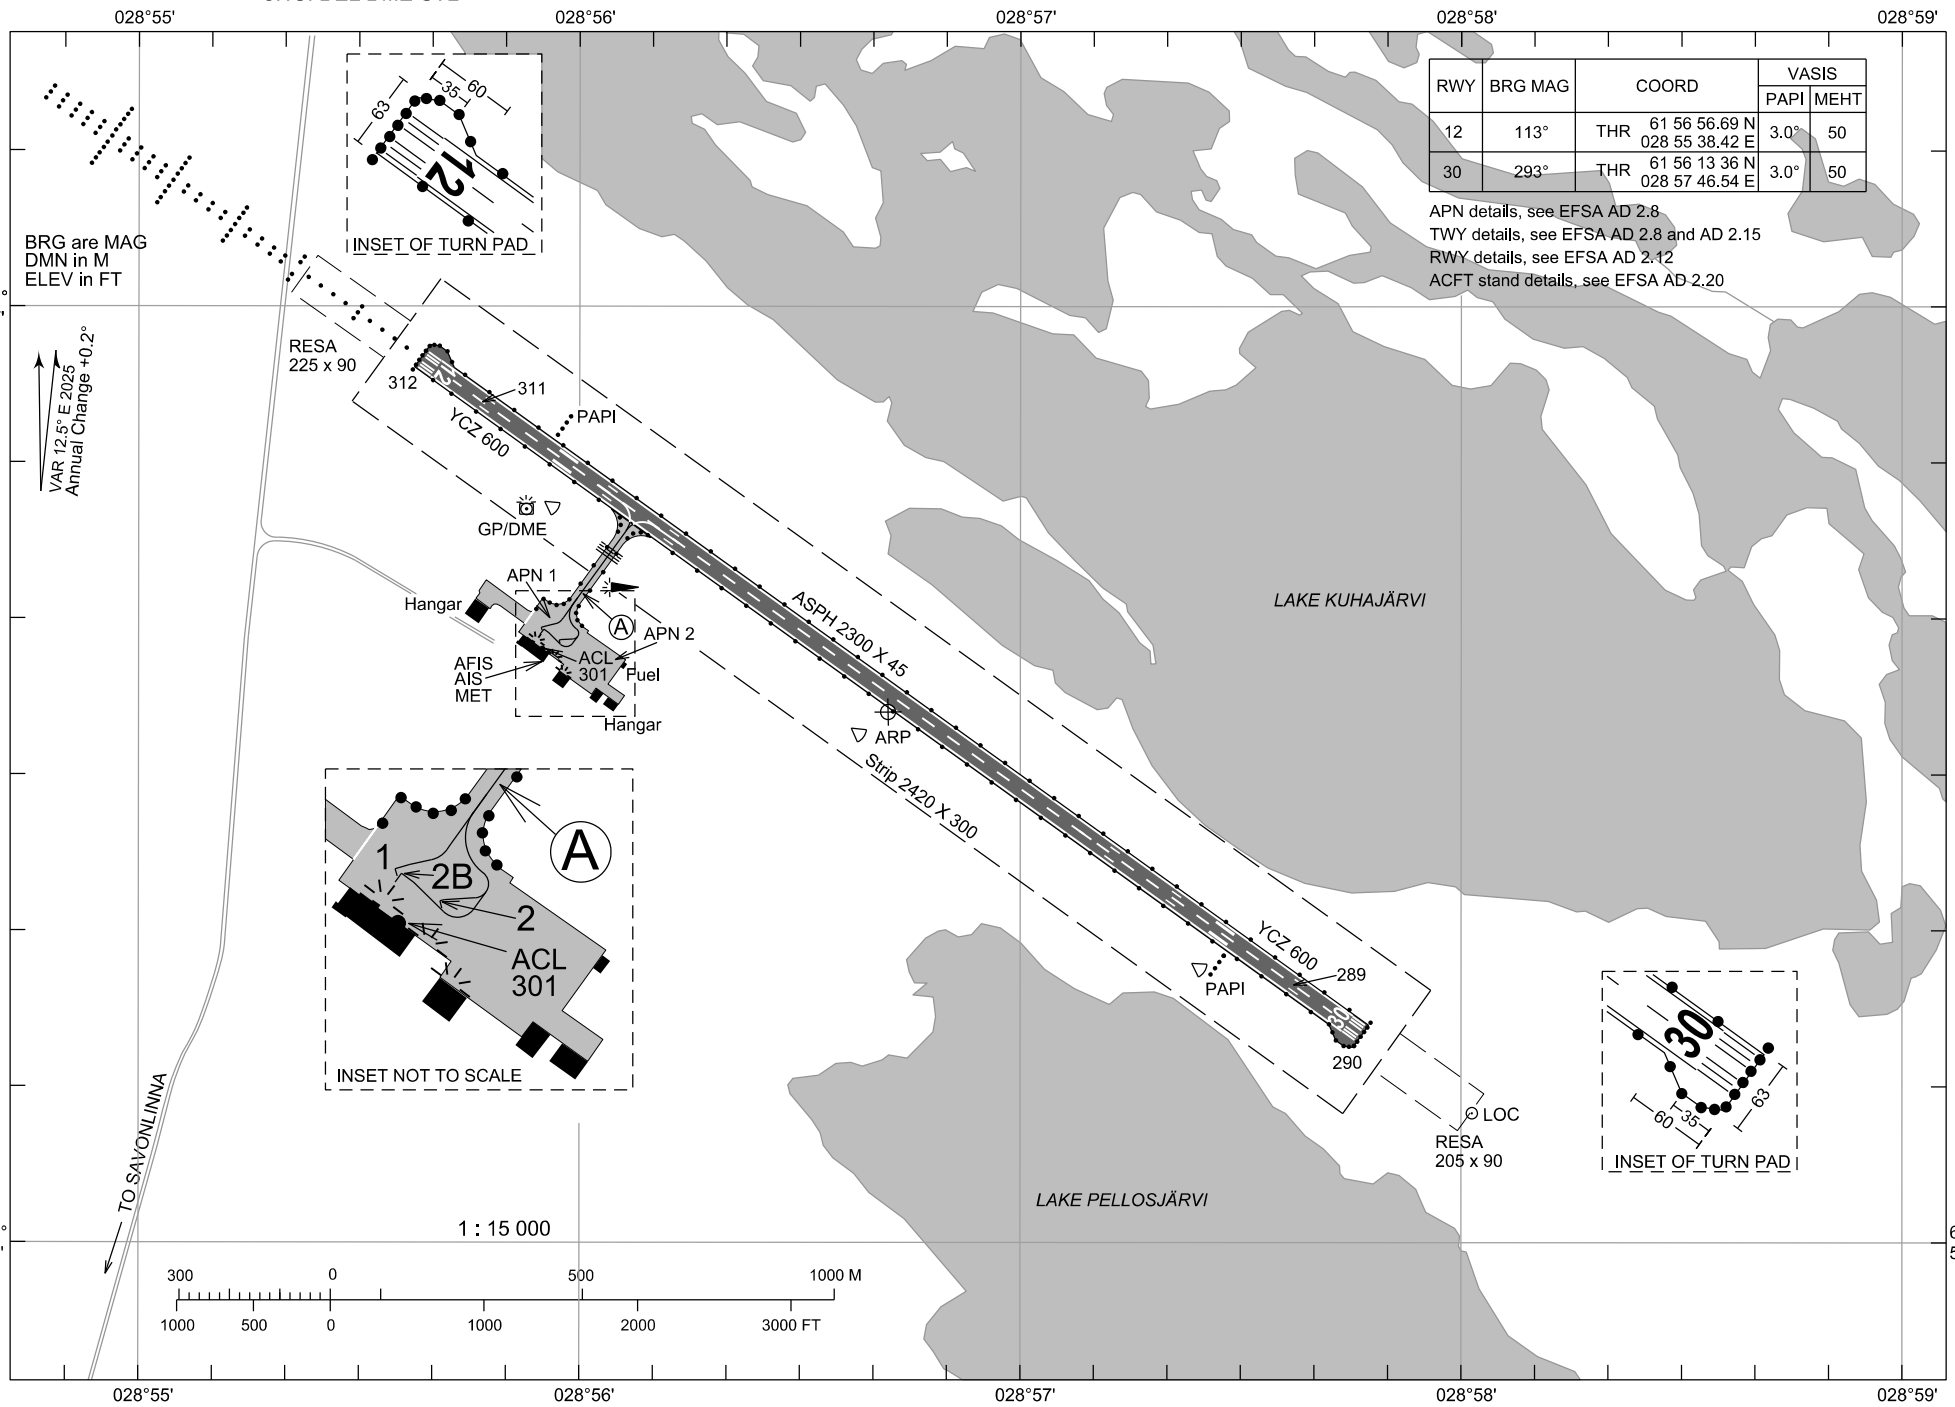 028°55'
028°56'
028°57'
028°58'
028°59'
60
35
63
12
INSET OF TURN PAD
RWY BRG MAG COORD VASIS
PAPI MEHT
12 113° THR 61 56 56.69 N 3.0° 50
028 55 38.42 E
30 293° THR 61 56 13 36 N 3.0° 50
028 57 46.54 E
APN details, see EFSA AD 2.8
TWY details, see EFSA AD 2.8 and AD 2.15
RWY details, see EFSA AD 2.12
ACFT stand details, see EFSA AD 2.20
BRG are MAG
DMN in M
ELEV in FT
VAR 12.5° E 2025
Annual Change +0.2°
RESA
225 x 90
312
12
311
PAPI
YCZ 600
GP/DME
APN 1
Hangar
A
APN 2
AFIS
AIS
MET
ACL
301
Fuel
Hangar
ASPH 2300 X 45
ARP
Strip 2420 X 300
LAKE KUHAJÄRVI
1
2B
A
2
ACL
301
INSET NOT TO SCALE
YCZ 600
289
PAPI
30
290
LOC
RESA
205 x 90
30
60
35
63
INSET OF TURN PAD
LAKE PELLOSJÄRVI
TO SAVONLINNA
1 : 15 000
300 0 500 1000 M
1000 500 0 1000 2000 3000 FT
028°55'
028°56'
028°57'
028°58'
028°59'